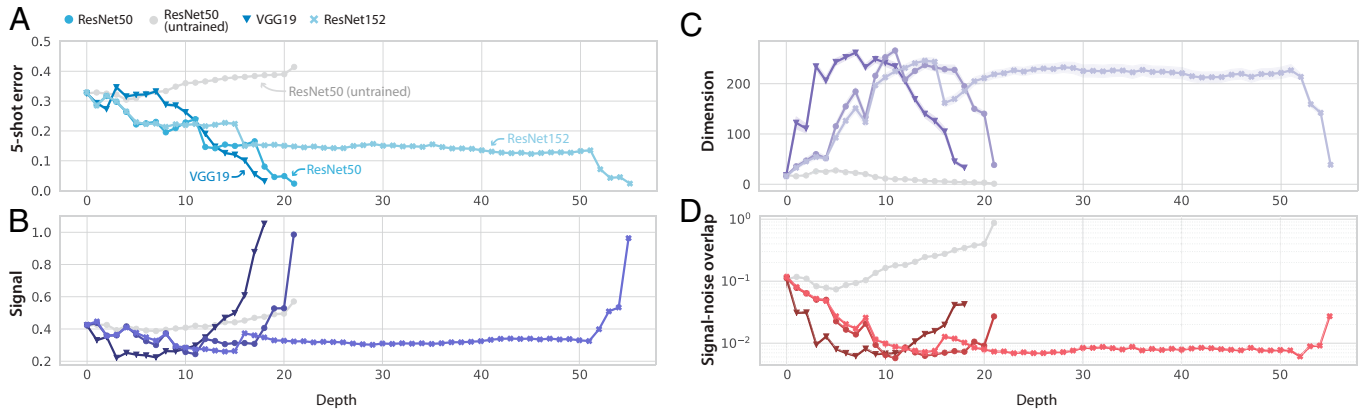 A
ResNet50
ResNet50
(untrained)
VGG19
ResNet152
5-shot error
0.5
0.4
0.3
0.2
0.1
0,0
ResNet50 (untrained)
ResNet152
VGG19
ResNet50
0 10 20 30 40 50
B
Signal
1.0
0.8
0.6
0.4
0.2
0 10 20 30 40 50
Depth
C
Dimension
200
100
0
0 10 20 30 40 50
D
Signal-noise overlap
10⁰
10⁻¹
10⁻²
0 10 20 30 40 50
Depth